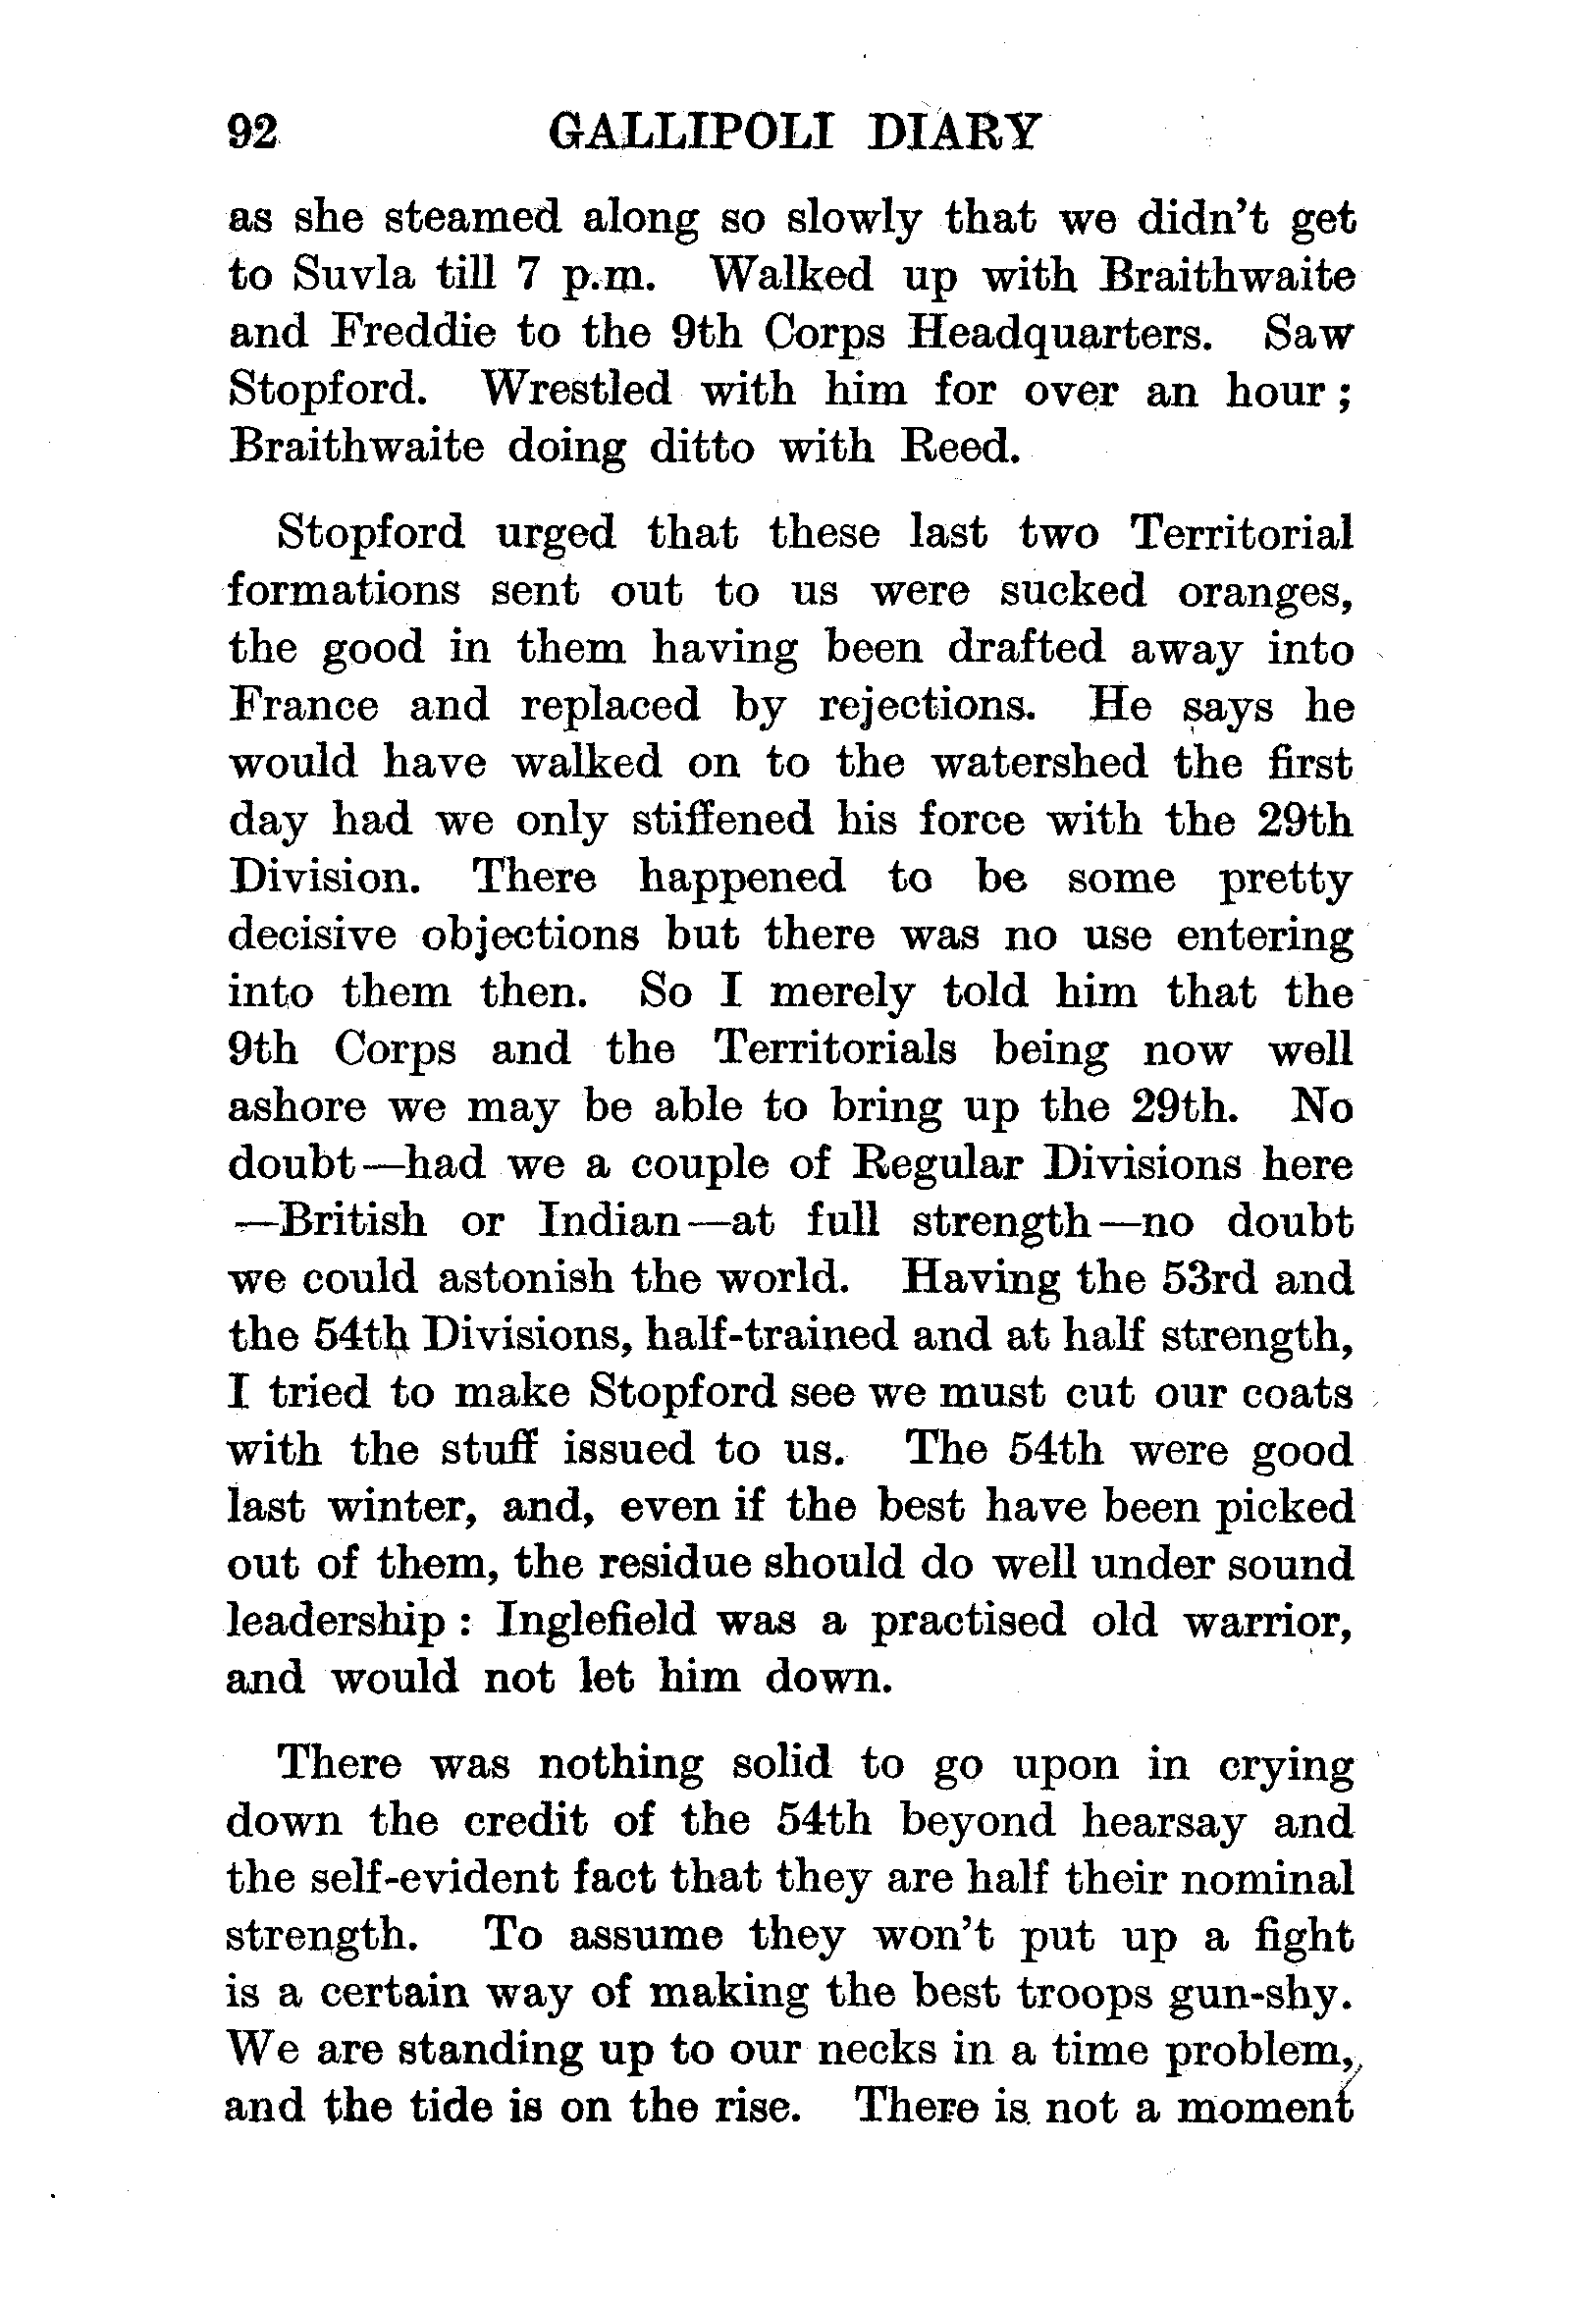 92 GALLIPOLI DIARY
as she steamed along so slowly that we didn't get
to Suvla till 7 p.m. Walked up with Braithwaite
and Freddie to the 9th Corps Headquarters. Saw
Stopford. Wrestled with him for over an hour;
Braithwaite doing ditto with Reed.
Stopford urged that these last two Territorial
formations sent out to us were sucked oranges,
the good in them having been drafted away into
France and replaced by rejections. He says he
would have walked on to the watershed the first
day had we only stiffened his force with the 29th
Division. There happened to be some pretty
decisive objections but there was no use entering
into them then. So I merely told him that the
9th Corps and the Territorials being now well
ashore we may be able to bring up the 29th. No
doubt—had we a couple of Regular Divisions here
—British or Indian—at full strength—no doubt
we could astonish the world. Having the 53rd and
the 54th Divisions, half-trained and at half strength,
I tried to make Stopford see we must cut our coats
with the stuff issued to us. The 54th were good
last winter, and, even if the best have been picked
out of them, the residue should do well under sound
leadership: Inglefield was a practised old warrior,
and would not let him down.
There was nothing solid to go upon in crying
down the credit of the 54th beyond hearsay and
the self-evident fact that they are half their nominal
strength. To assume they won't put up a fight
is a certain way of making the best troops gun-shy.
We are standing up to our necks in a time problem,
and the tide is on the rise. There is not a moment